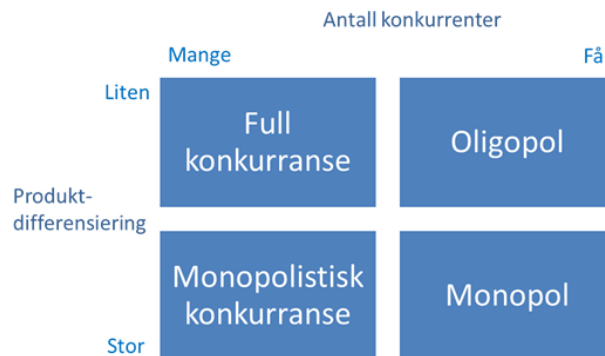 Antall konkurrenter
Mange
Få
Liten
Full
konkurranse
Oligopol
Produkt-
differensiering
Monopolistisk
konkurranse
Monopol
Stor